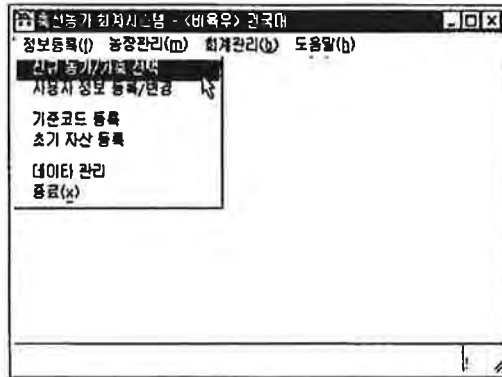 축산농가 회계시스템 - <비육우> 건국대
정보등록(f) 농장관리(m) 회계관리(b) 도움말(h)
신규 농가/가축 선택
사용자 정보 등록/변경
기준코드 등록
초기 자산 등록
데이타 관리
종료(x)